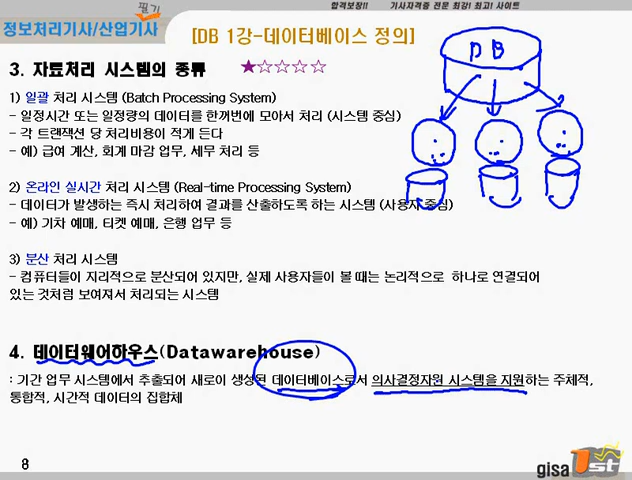 합격보장!! 기사자격증 전문 최강! 최고! 사이트
필기
정보처리기사/산업기사
[DB 1강-데이터베이스 정의]
DB
3. 자료처리 시스템의 종류 ★☆☆☆☆
1) 일괄 처리 시스템 (Batch Processing System)
- 일정시간 또는 일정량의 데이터를 한꺼번에 모아서 처리 (시스템 중심)
- 각 트랜잭션 당 처리비용이 적게 든다
- 예) 급여 계산, 회계 마감 업무, 세무 처리 등
2) 온라인 실시간 처리 시스템 (Real-time Processing System)
- 데이터가 발생하는 즉시 처리하여 결과를 산출하도록 하는 시스템 (사용자 중심)
- 예) 기차 예매, 티켓 예매, 은행 업무 등
3) 분산 처리 시스템
- 컴퓨터들이 지리적으로 분산되어 있지만, 실제 사용자들이 볼 때는 논리적으로 하나로 연결되어
있는 것처럼 보여져서 처리되는 시스템
4. 데이터웨어하우스(Datawarehouse)
: 기간 업무 시스템에서 추출되어 새로이 생성된 데이터베이스로서 의사결정자원 시스템을 지원하는 주체적,
통합적, 시간적 데이터의 집합체
8
gisa 1st